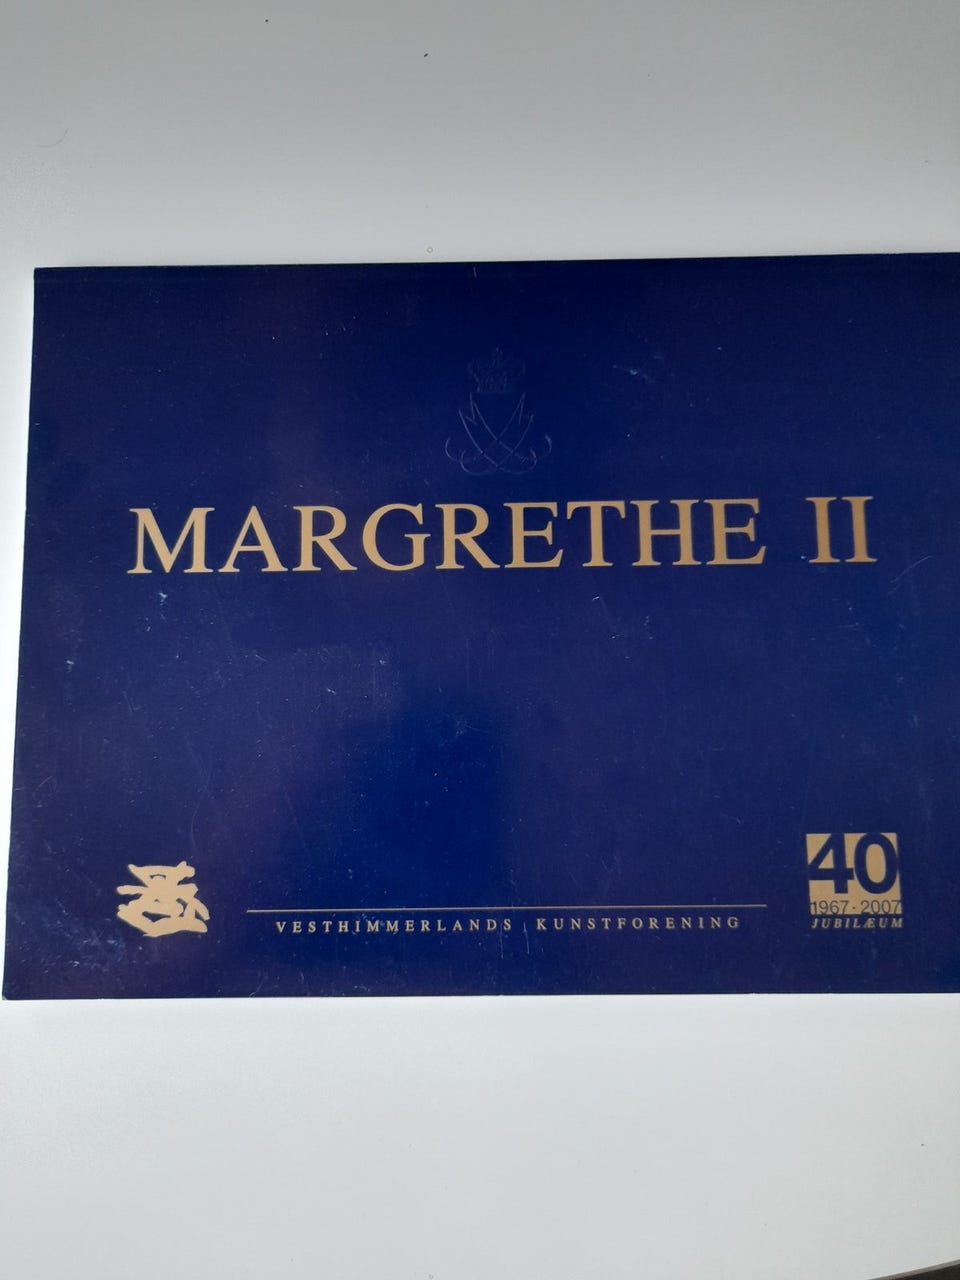 MARGRETHE II
VESTHIMMERLANDS KUNSTFORENING
40
1967 · 2007
JUBILÆUM